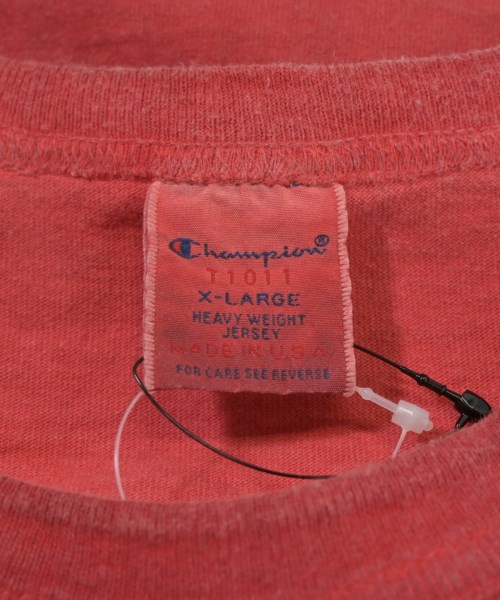 Champion®
T1011
X-LARGE
HEAVY WEIGHT
JERSEY
MADE IN U.S.A.
FOR CARE SEE REVERSE